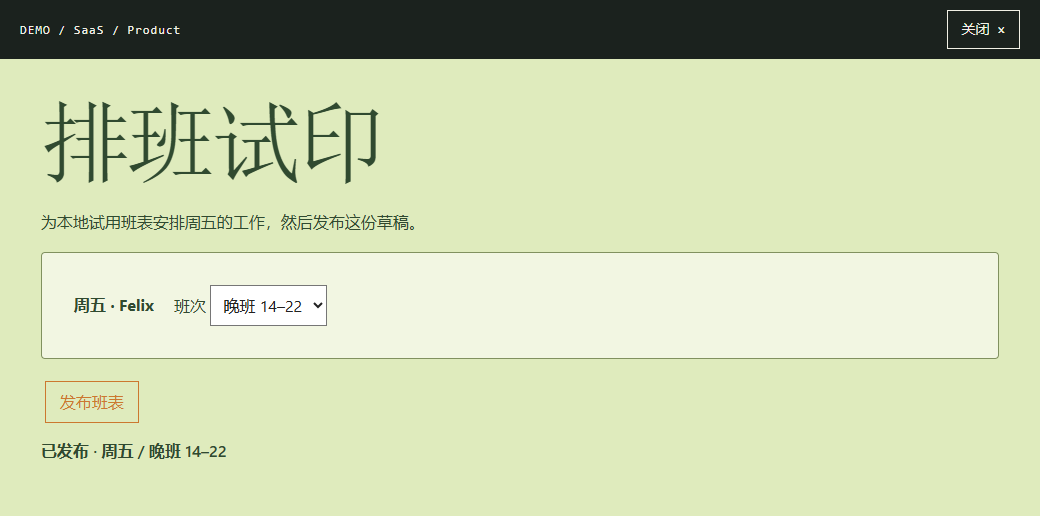 DEMO / SaaS / Product
关闭 ×
排班试印
为本地试用班表安排周五的工作，然后发布这份草稿。
周五 · Felix 班次 晚班 14–22
发布班表
已发布 · 周五 / 晚班 14–22